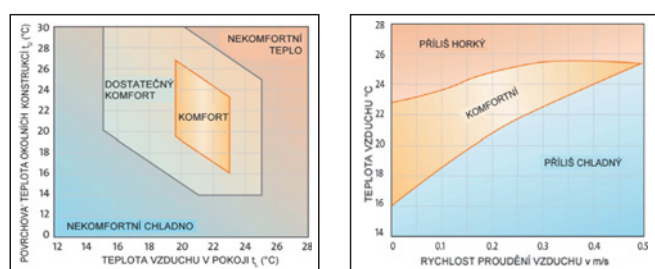 POVRCHOVÁ TEPLOTA OKOLNÍCH KONSTRUKCÍ tᵤ (°C)
30
28
26
24
22
20
18
16
14
12
0
NEKOMFORTNÍ
TEPLO
DOSTATEČNÝ
KOMFORT
KOMFORT
NEKOMFORTNÍ CHLADNO
12 14 16 18 20 22 24 26 28
TEPLOTA VZDUCHU V POKOJI tᵢ (°C)
TEPLOTA VZDUCHU °C
28
26
24
22
20
18
16
14
PŘÍLIŠ HORKÝ
KOMFORTNÍ
PŘÍLIŠ CHLADNÝ
0 0.1 0.2 0.3 0.4 0.5
RYCHLOST PROUDĚNÍ VZDUCHU v m/s